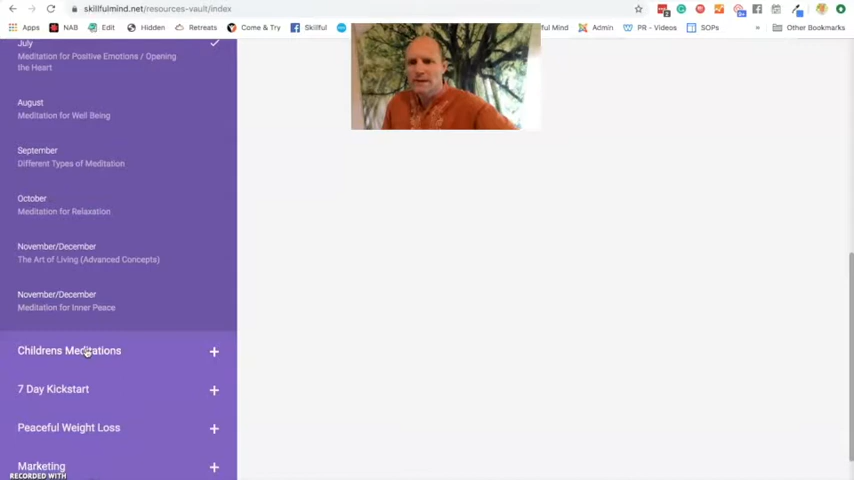 skillfulmind.net/resources-vault/index
Apps NAB Edit Hidden Retreats Come & Try Skillful ful Mind Admin PR - Videos SOPs » Other Bookmarks
July
Meditation for Positive Emotions / Opening
the Heart
August
Meditation for Well Being
September
Different Types of Meditation
October
Meditation for Relaxation
November/December
The Art of Living (Advanced Concepts)
November/December
Meditation for Inner Peace
Childrens Meditations +
7 Day Kickstart +
Peaceful Weight Loss +
Marketing +
RECORDED WITH